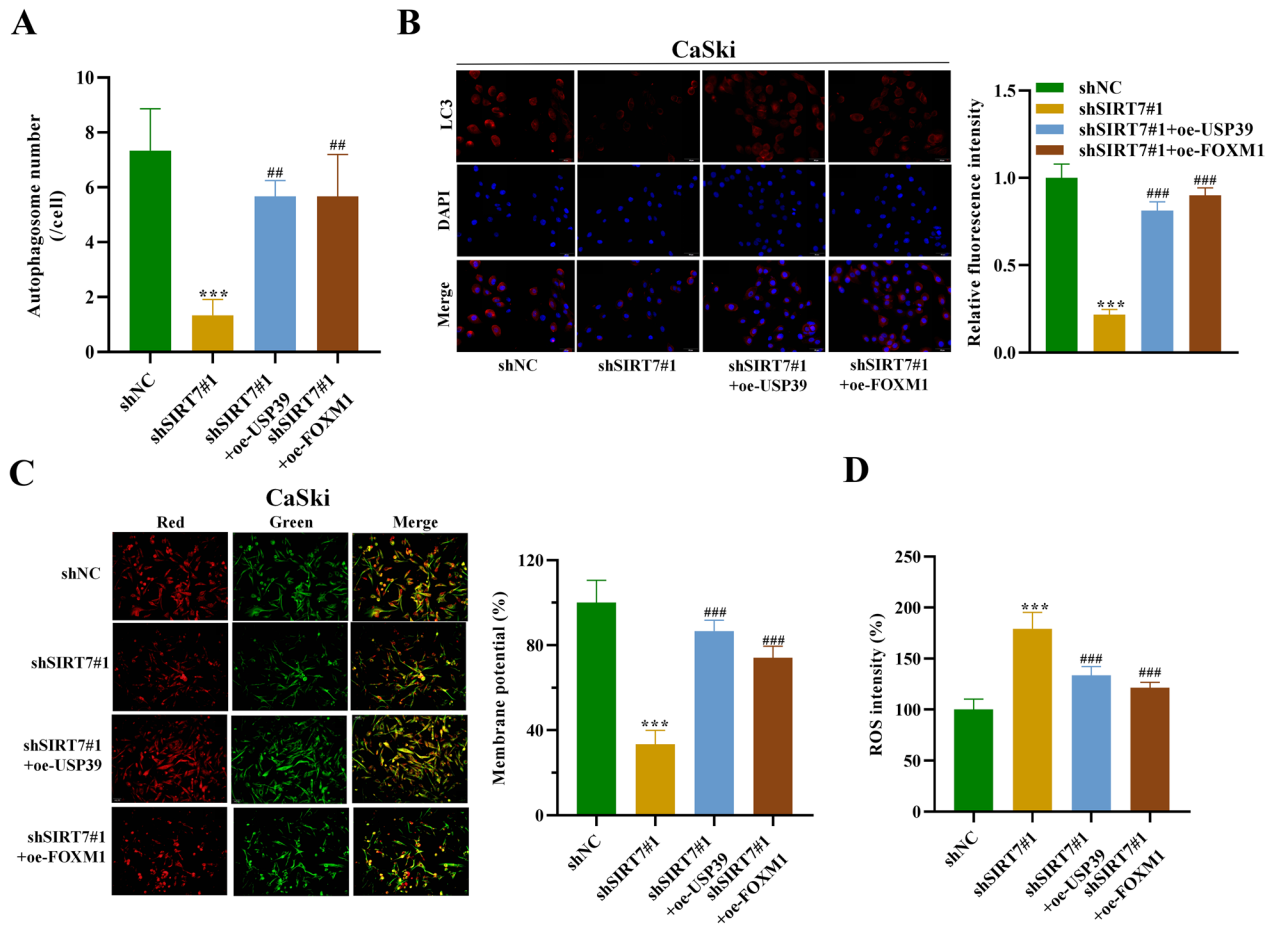 A
Autophagosome number
(/cell)
10
8
6
4
2
0
***
##
##
shNC
shSIRT7#1
shSIRT7#1
+oe-USP39
shSIRT7#1
+oe-FOXM1
B
CaSki
LC3
DAPI
Merge
shNC
shSIRT7#1
shSIRT7#1
+oe-USP39
shSIRT7#1
+oe-FOXM1
Relative fluorescence intensity
1.5
1.0
0.5
0.0
shNC
shSIRT7#1
shSIRT7#1+oe-USP39
shSIRT7#1+oe-FOXM1
***
###
###
C
CaSki
Red
Green
Merge
shNC
shSIRT7#1
shSIRT7#1
+oe-USP39
shSIRT7#1
+oe-FOXM1
Membrane potential (%)
120
80
40
0
***
###
###
shNC
shSIRT7#1
shSIRT7#1
+oe-USP39
shSIRT7#1
+oe-FOXM1
D
ROS intensity (%)
250
200
150
100
50
0
***
###
###
shNC
shSIRT7#1
shSIRT7#1
+oe-USP39
shSIRT7#1
+oe-FOXM1